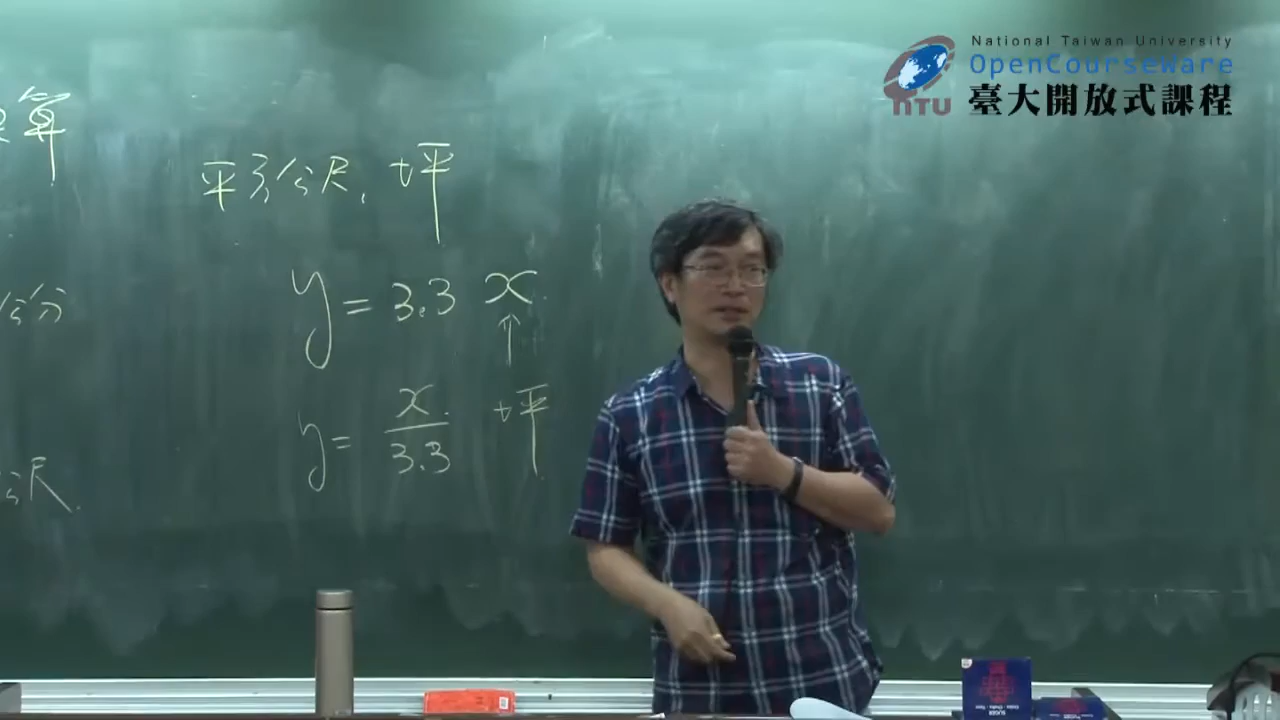 National Taiwan University
OpenCourseWare
臺大開放式課程
NTU
算
平方公尺, 坪
y = 3.3 x
↑
公分
y = x / 3.3 坪
公尺